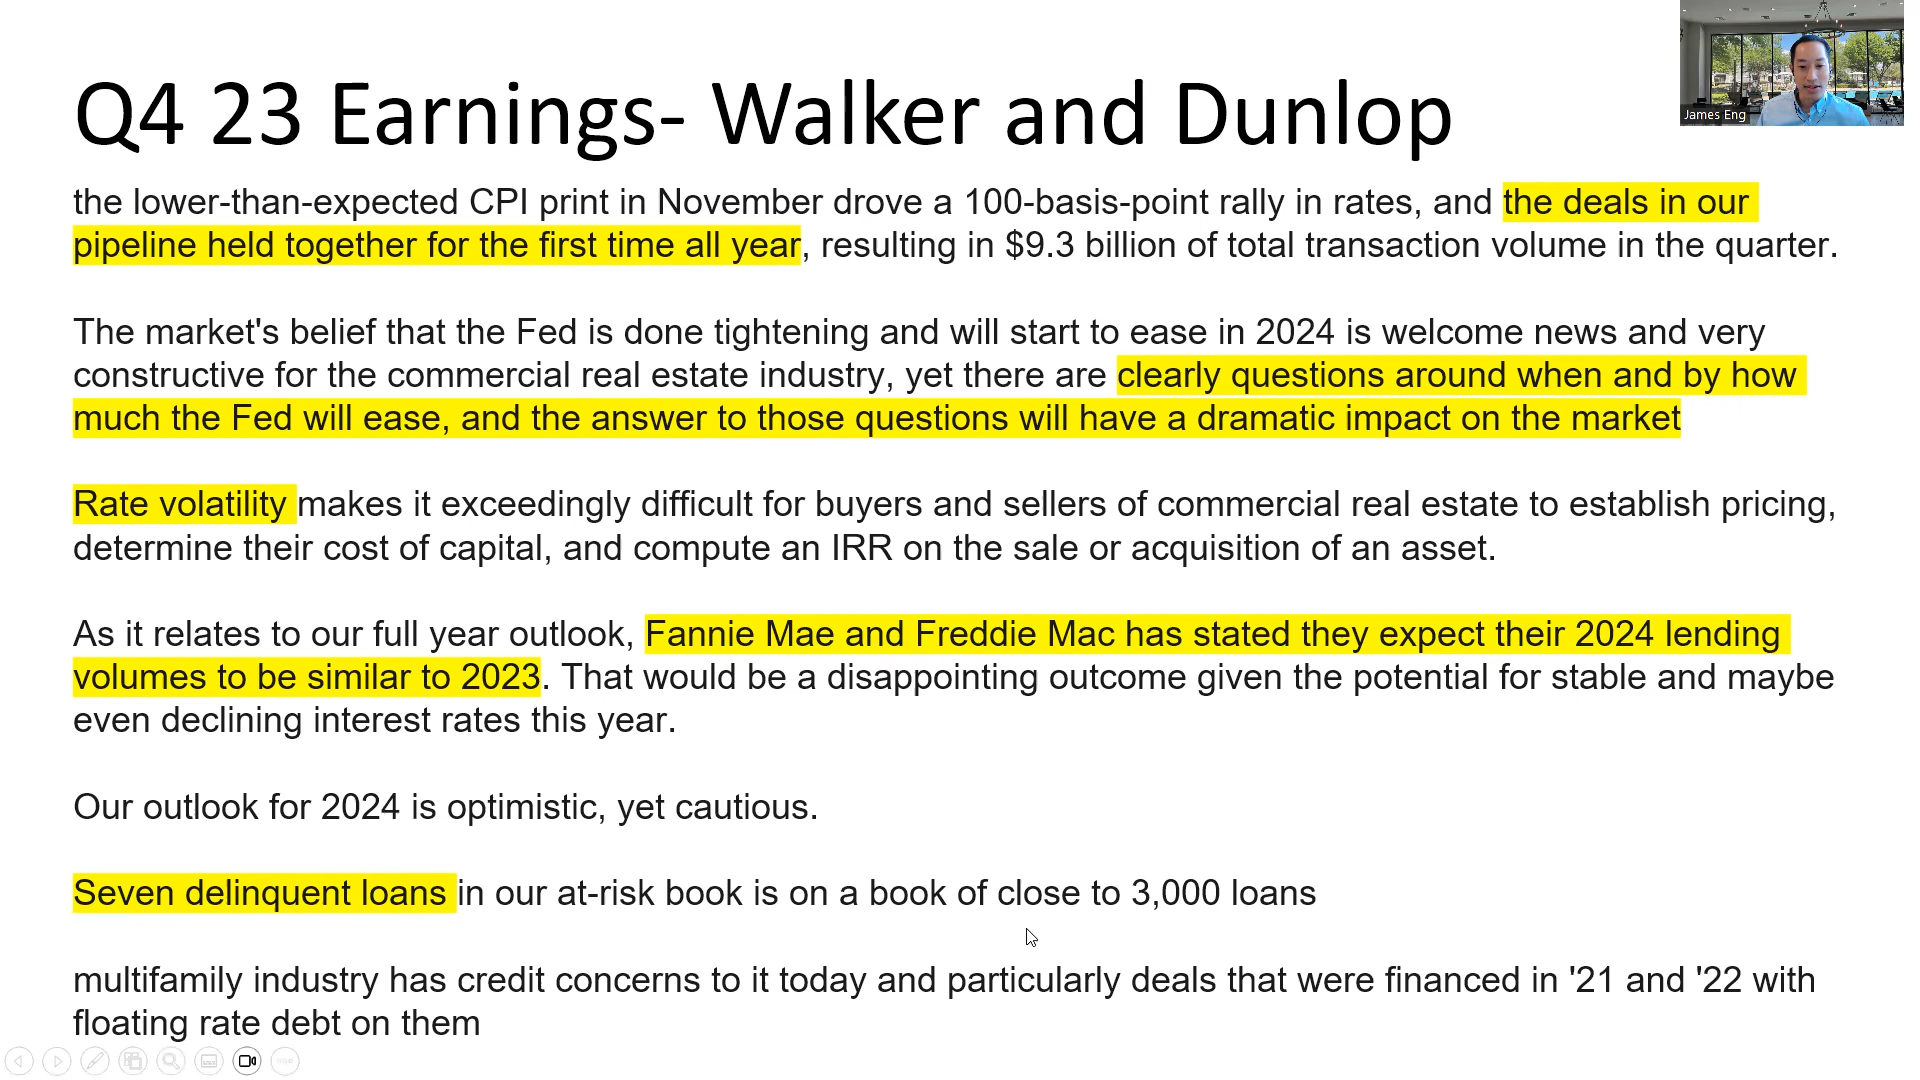 Q4 23 Earnings- Walker and Dunlop
James Eng
the lower-than-expected CPI print in November drove a 100-basis-point rally in rates, and the deals in our
pipeline held together for the first time all year, resulting in $9.3 billion of total transaction volume in the quarter.
The market's belief that the Fed is done tightening and will start to ease in 2024 is welcome news and very
constructive for the commercial real estate industry, yet there are clearly questions around when and by how
much the Fed will ease, and the answer to those questions will have a dramatic impact on the market
Rate volatility makes it exceedingly difficult for buyers and sellers of commercial real estate to establish pricing,
determine their cost of capital, and compute an IRR on the sale or acquisition of an asset.
As it relates to our full year outlook, Fannie Mae and Freddie Mac has stated they expect their 2024 lending
volumes to be similar to 2023. That would be a disappointing outcome given the potential for stable and maybe
even declining interest rates this year.
Our outlook for 2024 is optimistic, yet cautious.
Seven delinquent loans in our at-risk book is on a book of close to 3,000 loans
multifamily industry has credit concerns to it today and particularly deals that were financed in '21 and '22 with
floating rate debt on them